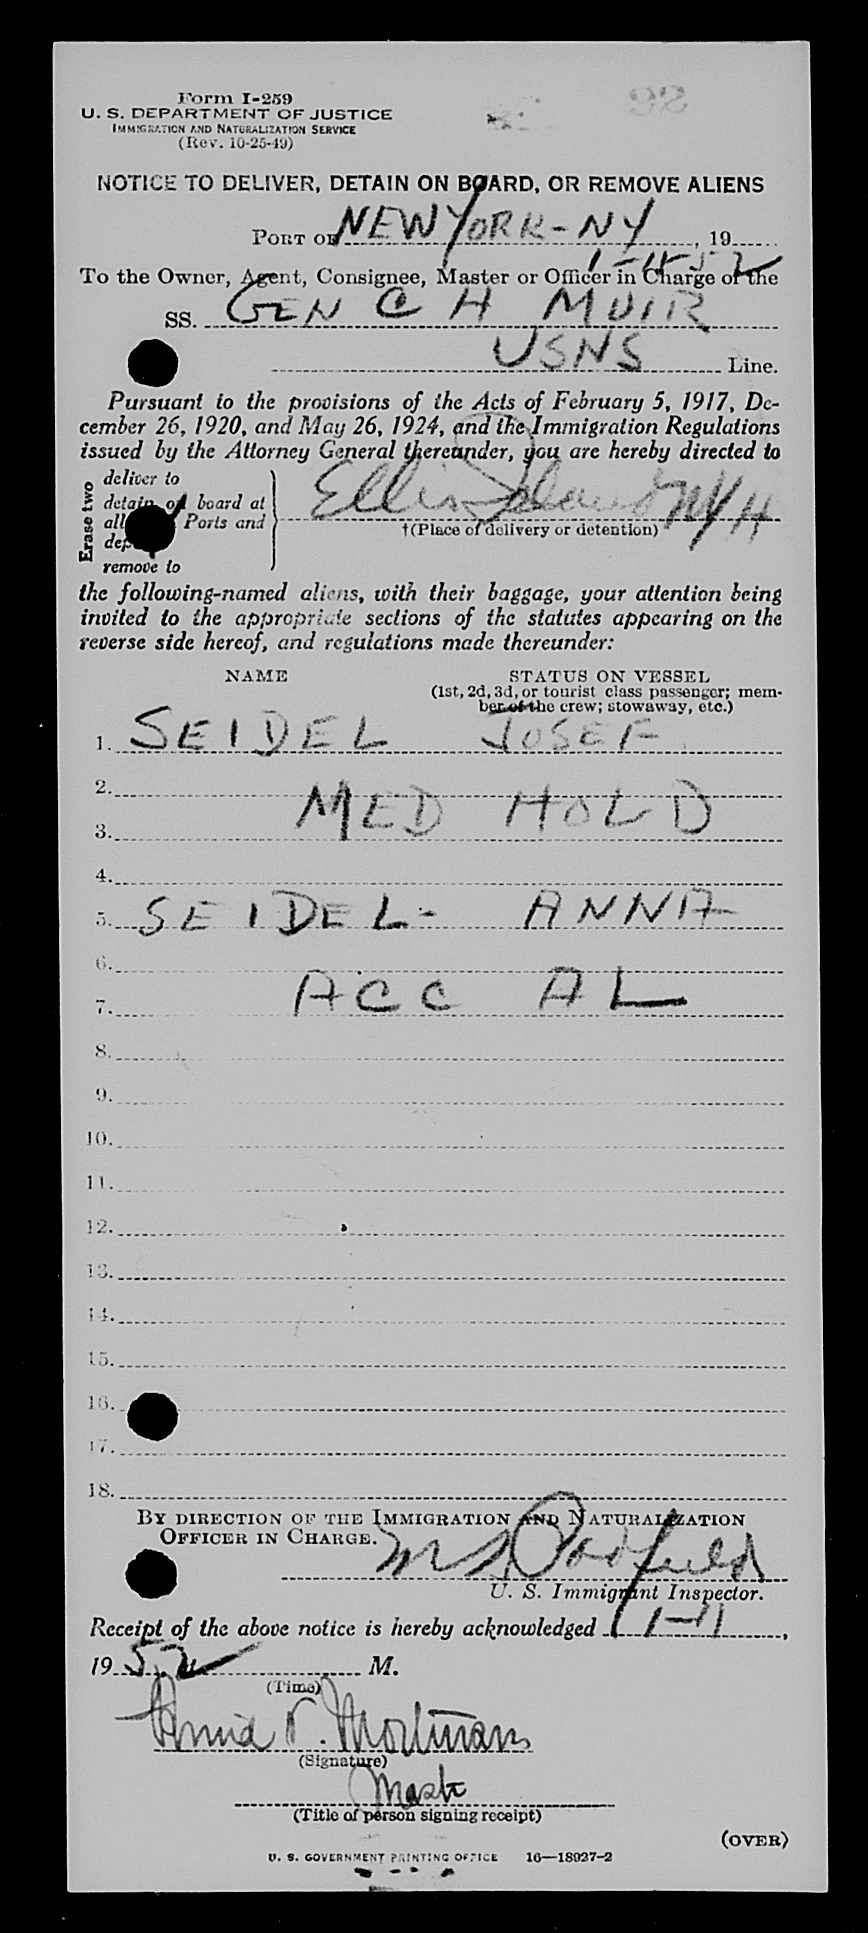 Form I-259
U. S. DEPARTMENT OF JUSTICE
IMMIGRATION AND NATURALIZATION SERVICE
(Rev. 10-25-49)
NOTICE TO DELIVER, DETAIN ON BOARD, OR REMOVE ALIENS
PORT OF NEW YORK - NY, 19
1-11-52
To the Owner, Agent, Consignee, Master or Officer in Charge of the
SS. GEN C H MUIR
USNS Line.
Pursuant to the provisions of the Acts of February 5, 1917, De-
cember 26, 1920, and May 26, 1924, and the Immigration Regulations
issued by the Attorney General thereunder, you are hereby directed to
Erase two
deliver to
detain on board at
all Ports and
remove to
Ellis Island NYH
†(Place of delivery or detention)
the following-named aliens, with their baggage, your attention being
invited to the appropriate sections of the statutes appearing on the
reverse side hereof, and regulations made thereunder:
NAME STATUS ON VESSEL
(1st, 2d, 3d, or tourist class passenger; mem-
ber of the crew; stowaway, etc.)
1. SEIDEL JOSEF
2.
MED HOLD
3.
4.
5. SEIDEL - ANNA
6.
7. ACC AL
8.
9.
10.
11.
12.
13.
14.
15.
16.
17.
18.
BY DIRECTION OF THE IMMIGRATION AND NATURALIZATION
OFFICER IN CHARGE.
U. S. Immigrant Inspector.
Receipt of the above notice is hereby acknowledged 1-11,
19 52 M.
(Time)
(Signature)
(Title of person signing receipt)
(OVER)
U. S. GOVERNMENT PRINTING OFFICE 16—18927-2